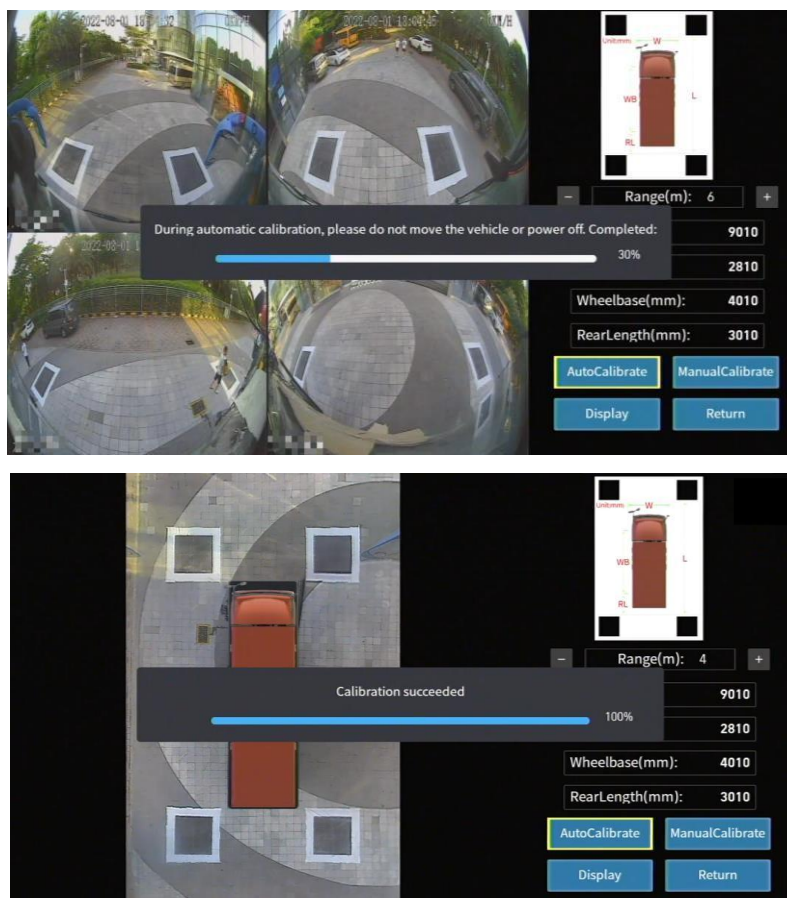 2022-08-01 18
2022-08-01 18:04:45
KM/H
Unit:mm
W
WB
L
RL
− Range(m): 6 +
During automatic calibration, please do not move the vehicle or power off. Completed:
30%
9010
2810
2022-08-01 1
Wheelbase(mm): 4010
RearLength(mm): 3010
AutoCalibrate ManualCalibrate
Display Return
Unit:mm
W
WB
L
RL
− Range(m): 4 +
Calibration succeeded
100%
9010
2810
Wheelbase(mm): 4010
RearLength(mm): 3010
AutoCalibrate ManualCalibrate
Display Return